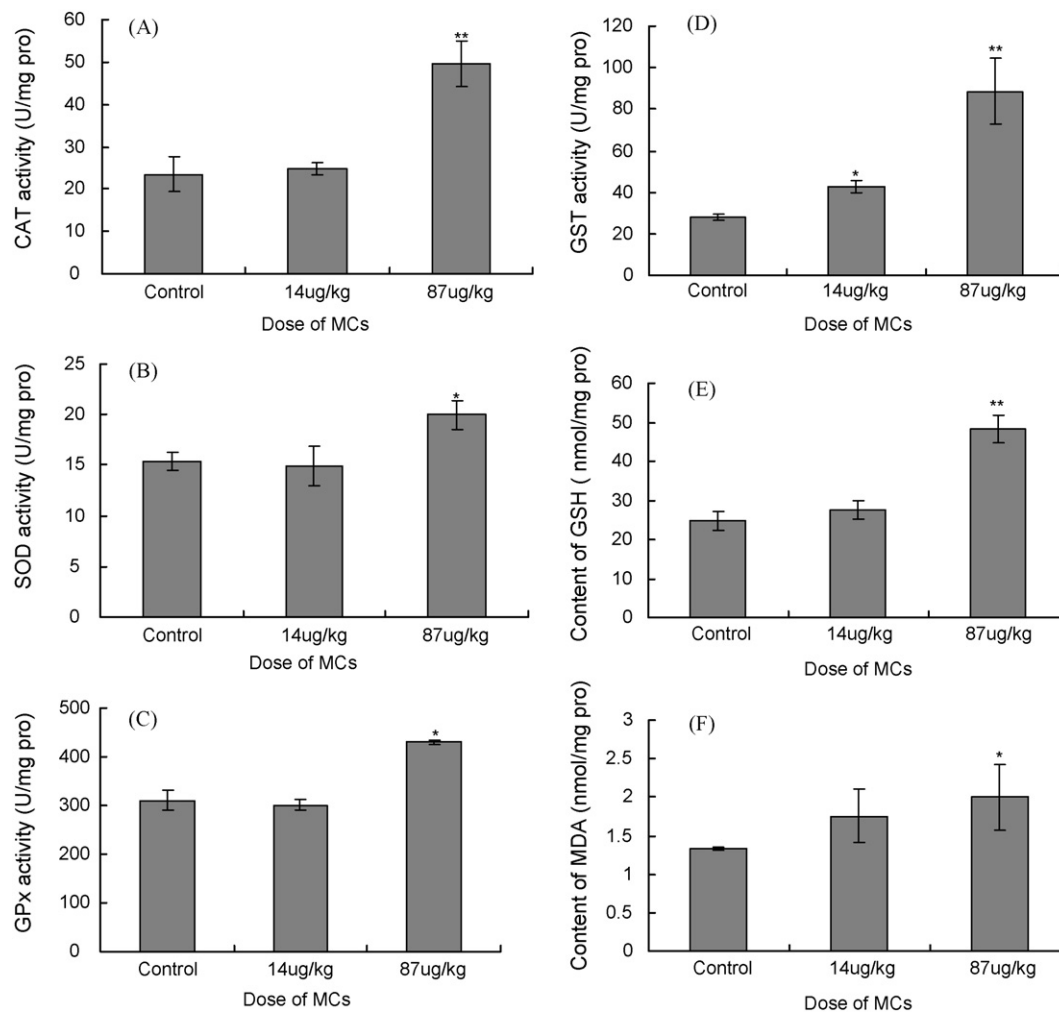 (A)
CAT activity (U/mg pro)
60
50
40
30
20
10
0
**
Control 14ug/kg 87ug/kg
Dose of MCs
(B)
SOD activity (U/mg pro)
25
20
15
10
5
0
*
Control 14ug/kg 87ug/kg
Dose of MCs
(C)
GPx activity (U/mg pro)
500
400
300
200
100
0
*
Control 14ug/kg 87ug/kg
Dose of MCs
(D)
GST activity (U/mg pro)
120
100
80
60
40
20
0
*
**
Control 14ug/kg 87ug/kg
Dose of MCs
(E)
Content of GSH ( nmol/mg pro)
60
50
40
30
20
10
0
**
Control 14ug/kg 87ug/kg
Dose of MCs
(F)
Content of MDA (nmol/mg pro)
3
2.5
2
1.5
1
0.5
0
*
Control 14ug/kg 87ug/kg
Dose of MCs